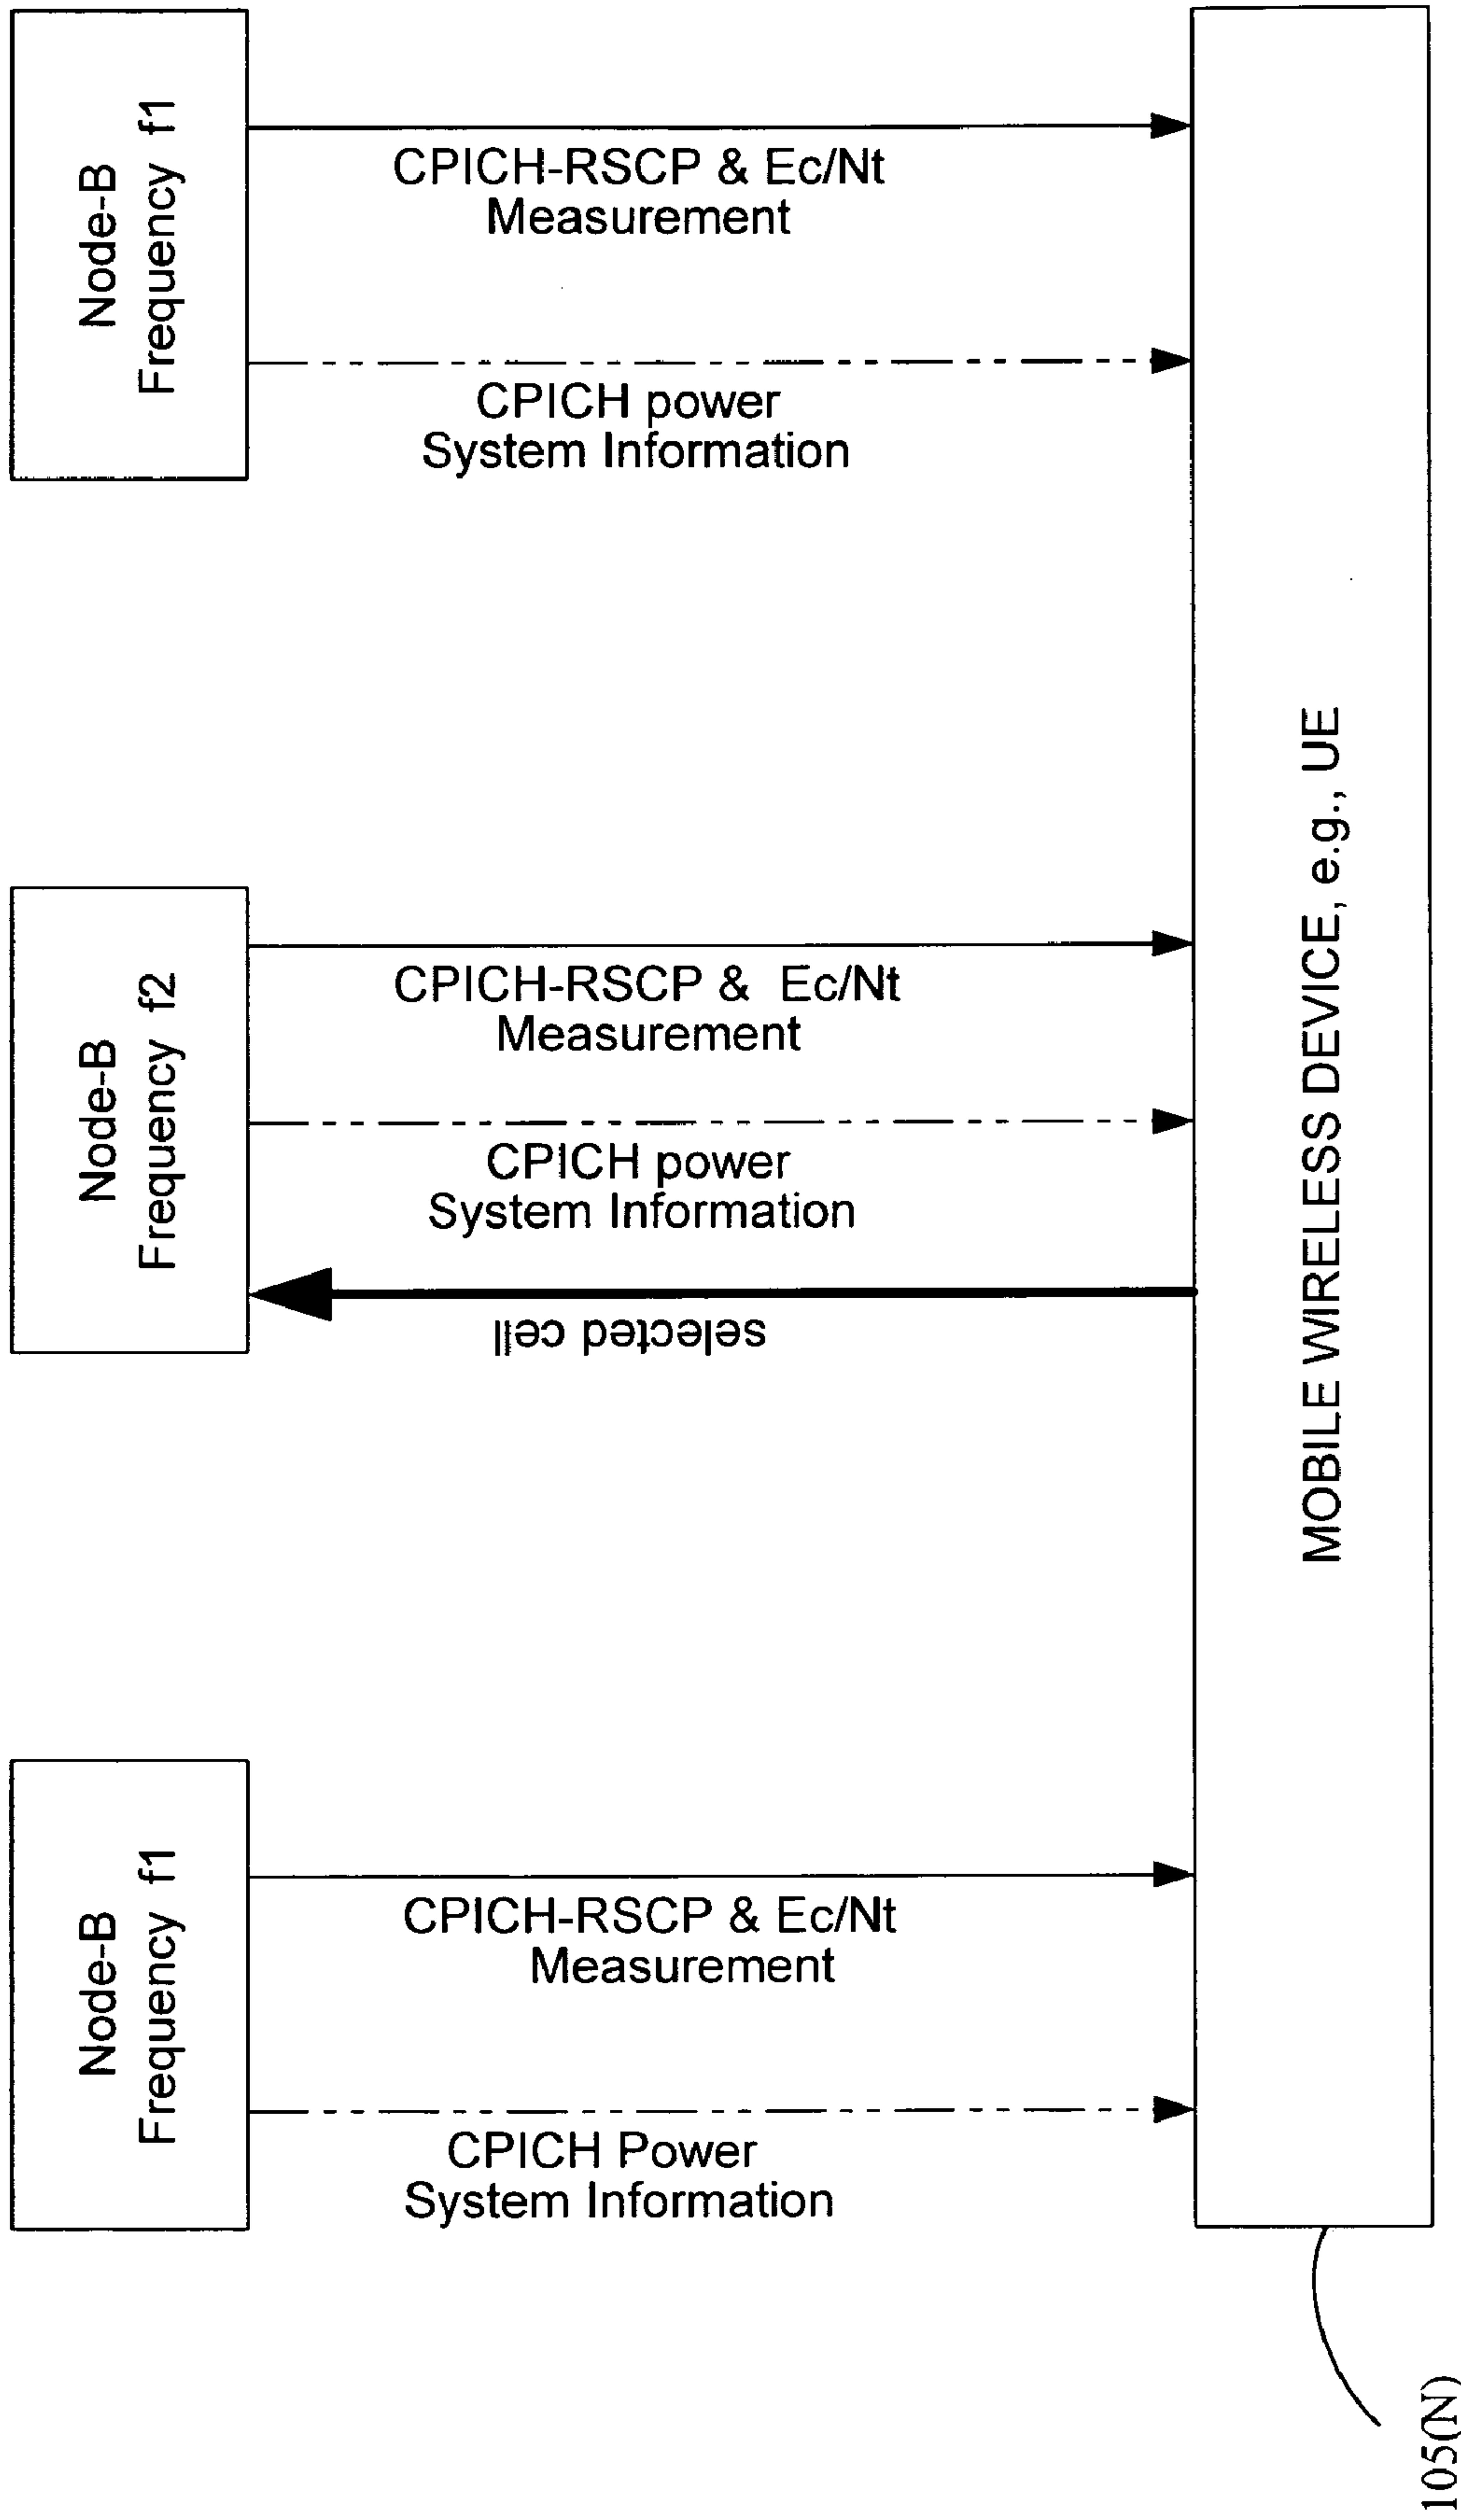 Node-B
Frequency f1
CPICH-RSCP & Ec/Nt
Measurement
CPICH power
System Information
Node-B
Frequency f2
CPICH-RSCP & Ec/Nt
Measurement
CPICH power
System Information
selected cell
Node-B
Frequency f1
CPICH-RSCP & Ec/Nt
Measurement
CPICH Power
System Information
MOBILE WIRELESS DEVICE, e.g., UE
105(N)